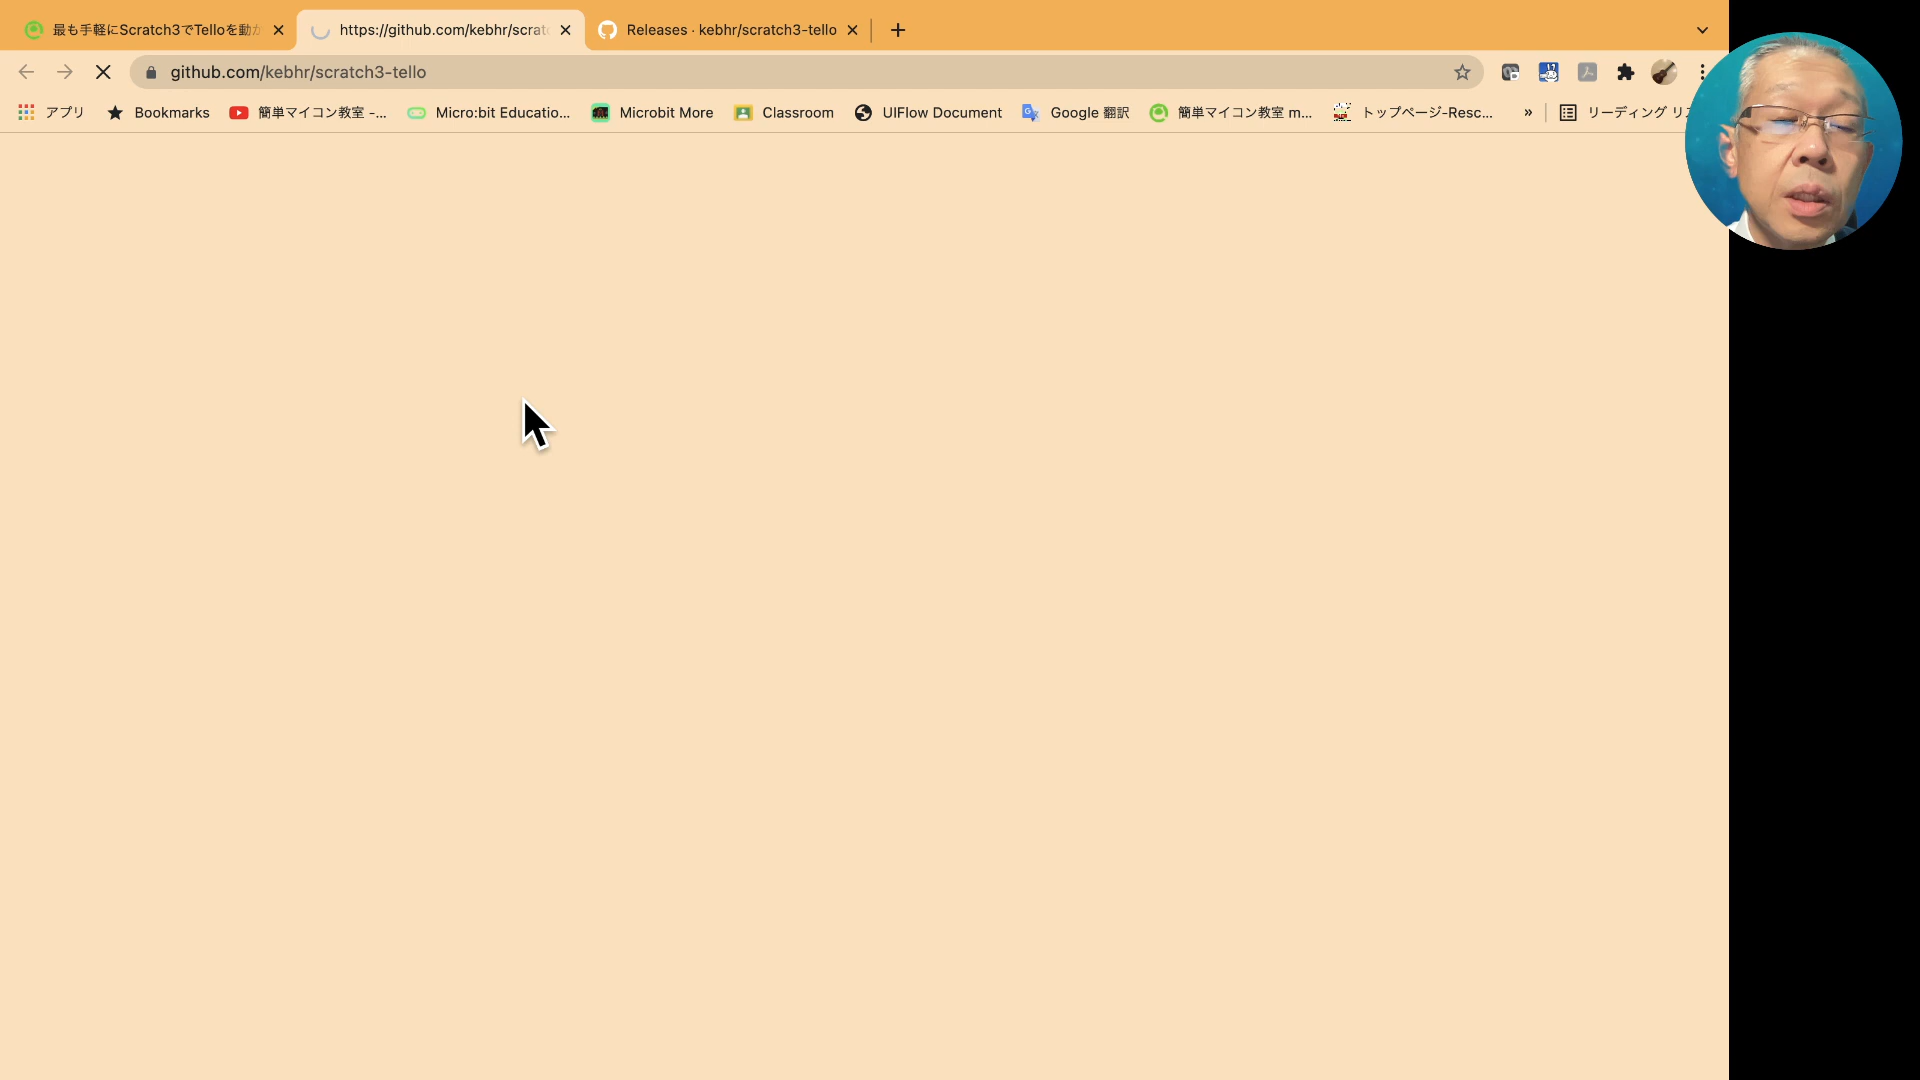 最も手軽にScratch3でTelloを動か
https://github.com/kebhr/scrat
Releases · kebhr/scratch3-tello
github.com/kebhr/scratch3-tello
アプリ
Bookmarks
簡単マイコン教室 -...
Micro:bit Educatio...
Microbit More
Classroom
UIFlow Document
Google 翻訳
簡単マイコン教室 m...
トップページ-Resc...
»
リーディング リ